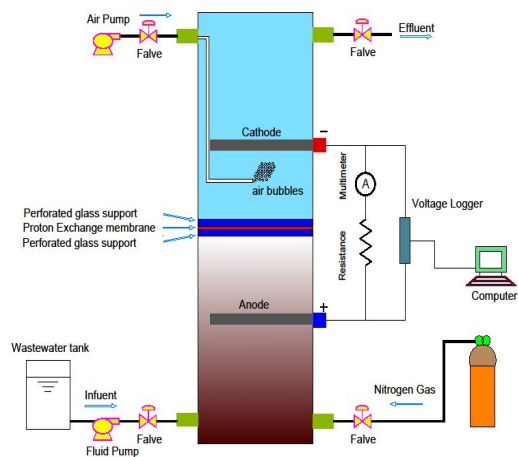 Air Pump
Falve
Falve
Effluent
Cathode
−
air bubbles
Multimeter
A
Voltage Logger
Perforated glass support
Proton Exchange membrane
Perforated glass support
Resistance
Computer
Anode
+
Wastewater tank
Infuent
Nitrogen Gas
Falve
Fluid Pump
Falve